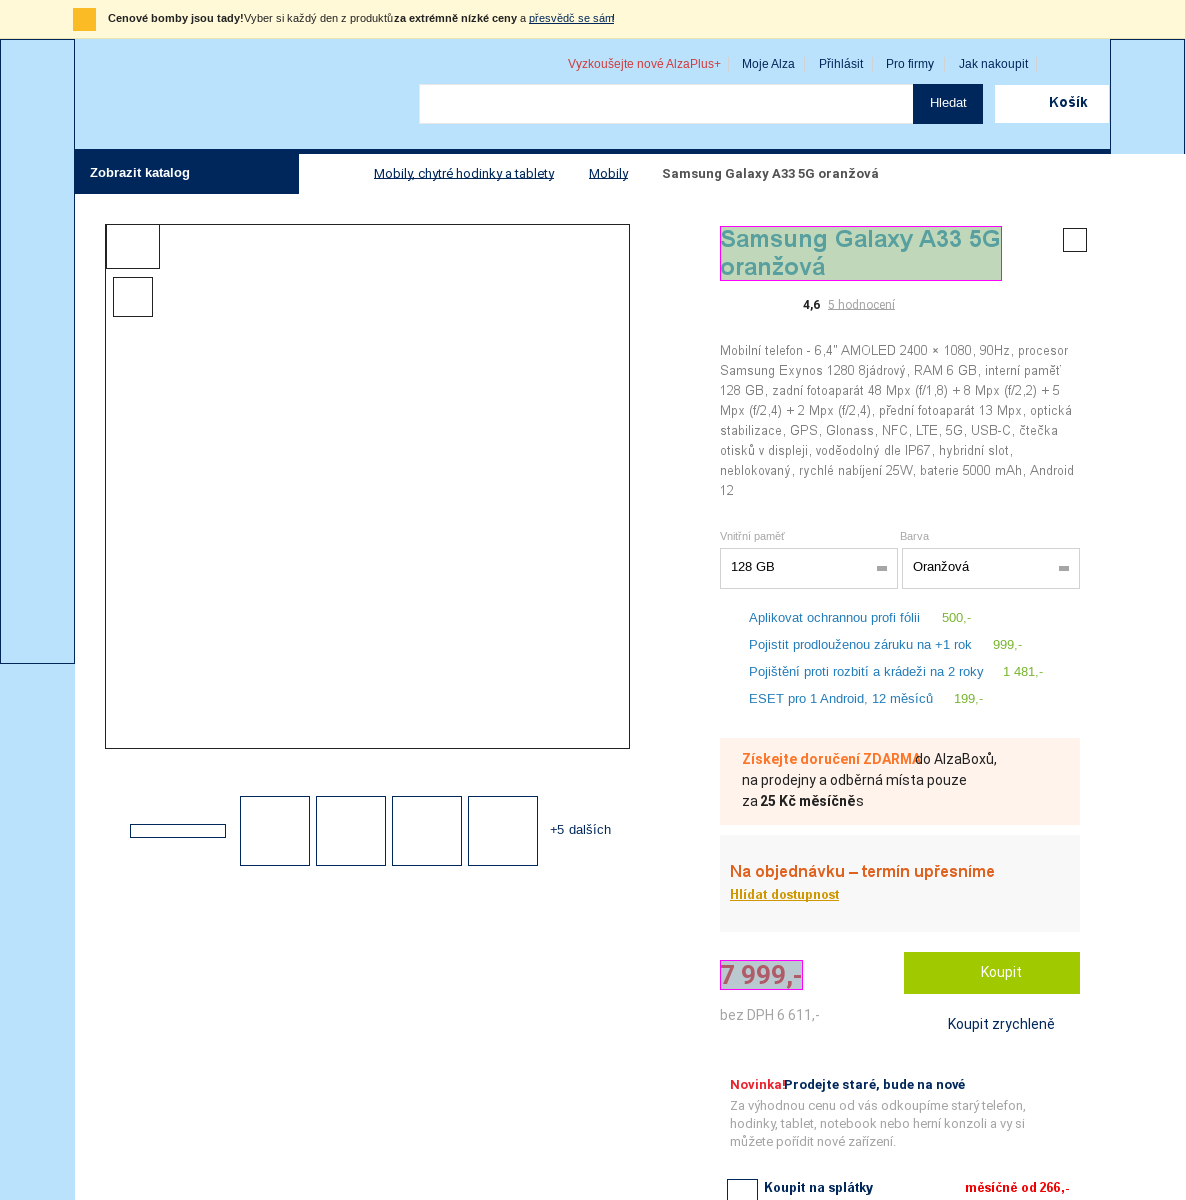 Cenové bomby jsou tady! Vyber si každý den z produktů za extrémně nízké ceny a přesvědč se sám!
Vyzkoušejte nové AlzaPlus+ Moje Alza Přihlásit Pro firmy Jak nakoupit
Hledat Košík
Zobrazit katalog Mobily, chytré hodinky a tablety Mobily Samsung Galaxy A33 5G oranžová
Samsung Galaxy A33 5G
oranžová
4,6 5 hodnocení
Mobilní telefon - 6,4" AMOLED 2400 × 1080, 90Hz, procesor
Samsung Exynos 1280 8jádrový, RAM 6 GB, interní paměť
128 GB, zadní fotoaparát 48 Mpx (f/1,8) + 8 Mpx (f/2,2) + 5
Mpx (f/2,4) + 2 Mpx (f/2,4), přední fotoaparát 13 Mpx, optická
stabilizace, GPS, Glonass, NFC, LTE, 5G, USB-C, čtečka
otisků v displeji, voděodolný dle IP67, hybridní slot,
neblokovaný, rychlé nabíjení 25W, baterie 5000 mAh, Android
12
Vnitřní paměť Barva
128 GB Oranžová
Aplikovat ochrannou profi fólii 500,-
Pojistit prodlouženou záruku na +1 rok 999,-
Pojištění proti rozbití a krádeži na 2 roky 1 481,-
ESET pro 1 Android, 12 měsíců 199,-
Získejte doručení ZDARMA do AlzaBoxů,
na prodejny a odběrná místa pouze
za 25 Kč měsíčně s
+5 dalších
Na objednávku – termín upřesníme
Hlídat dostupnost
7 999,- Koupit
bez DPH 6 611,-
Koupit zrychleně
Novinka! Prodejte staré, bude na nové
Za výhodnou cenu od vás odkoupíme starý telefon,
hodinky, tablet, notebook nebo herní konzoli a vy si
můžete pořídit nové zařízení.
Koupit na splátky měsíčně od 266,-